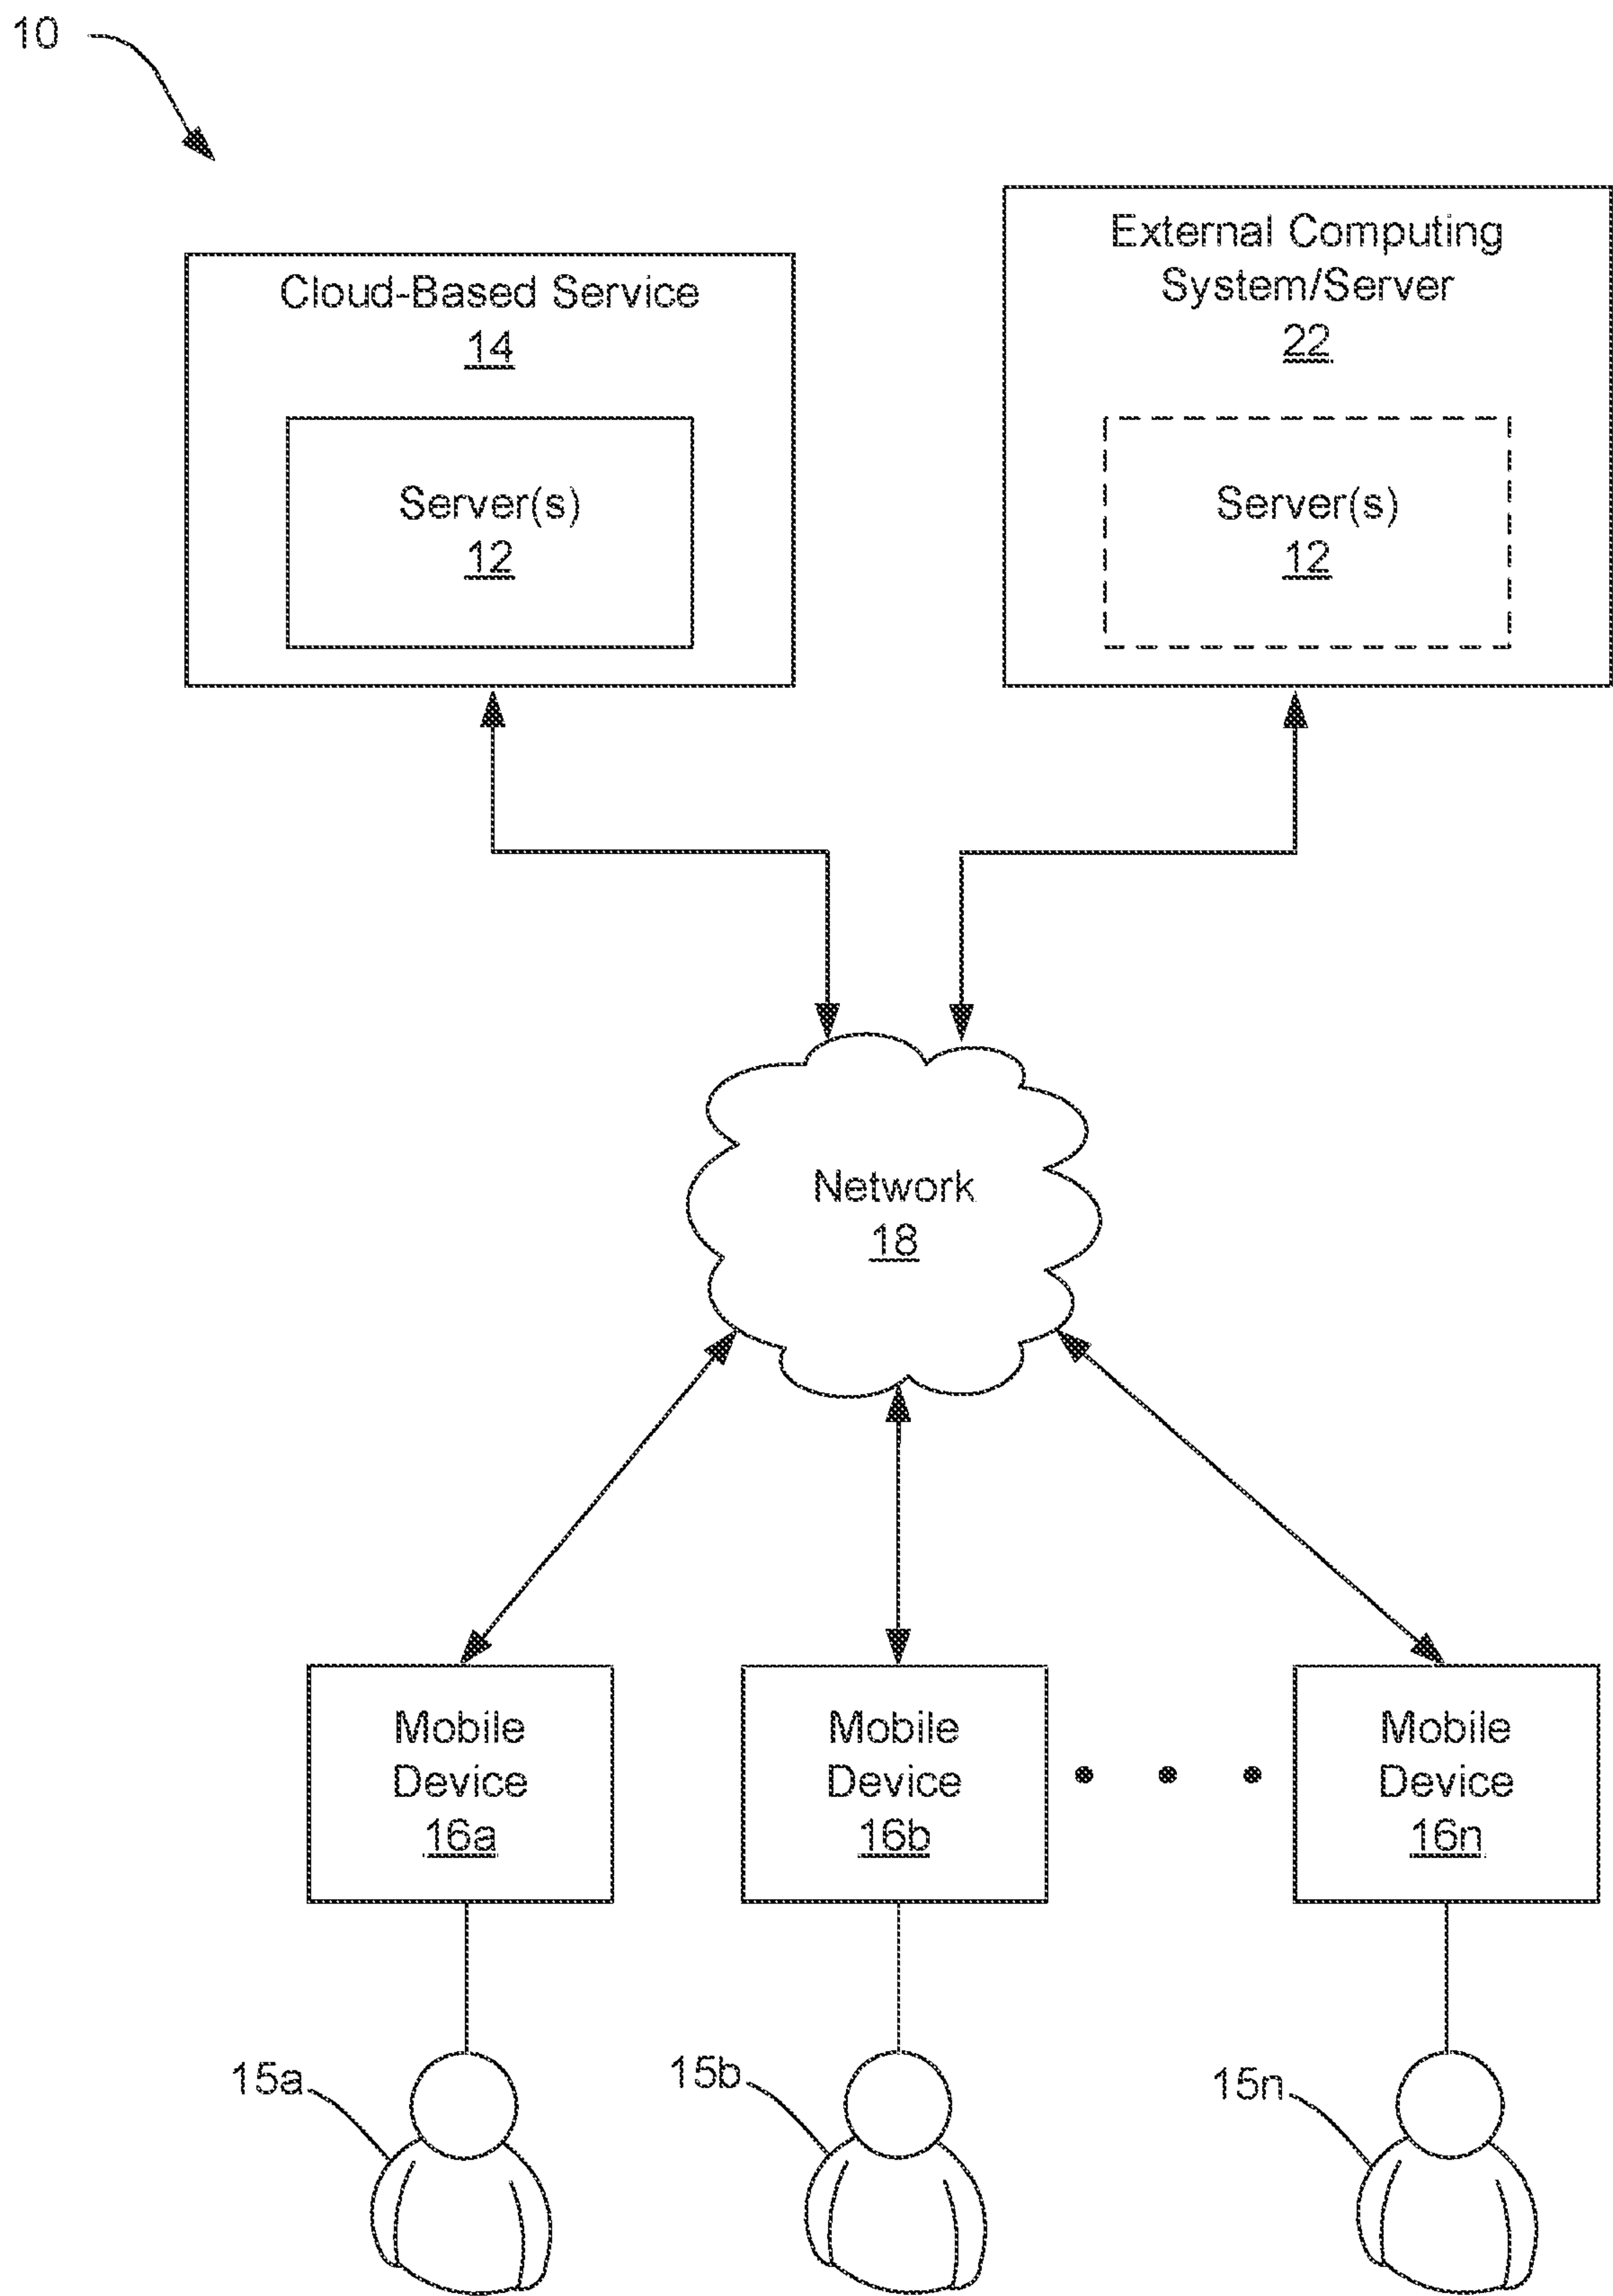 10
Cloud-Based Service
14
Server(s)
12
External Computing
System/Server
22
Server(s)
12
Network
18
Mobile
Device
16a
Mobile
Device
16b
Mobile
Device
16n
15a
15b
15n